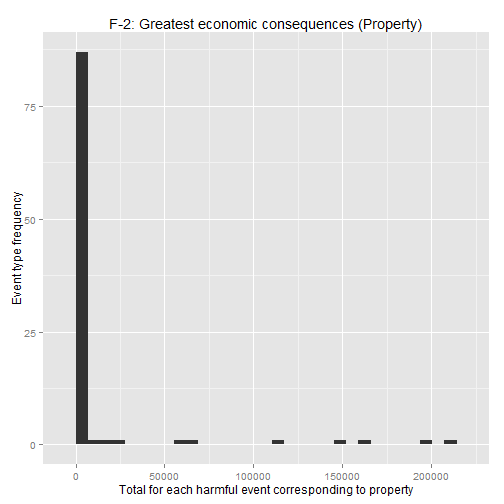 F-2: Greatest economic consequences (Property)
75
50
25
0
Event type frequency
0 50000 100000 150000 200000
Total for each harmful event corresponding to property